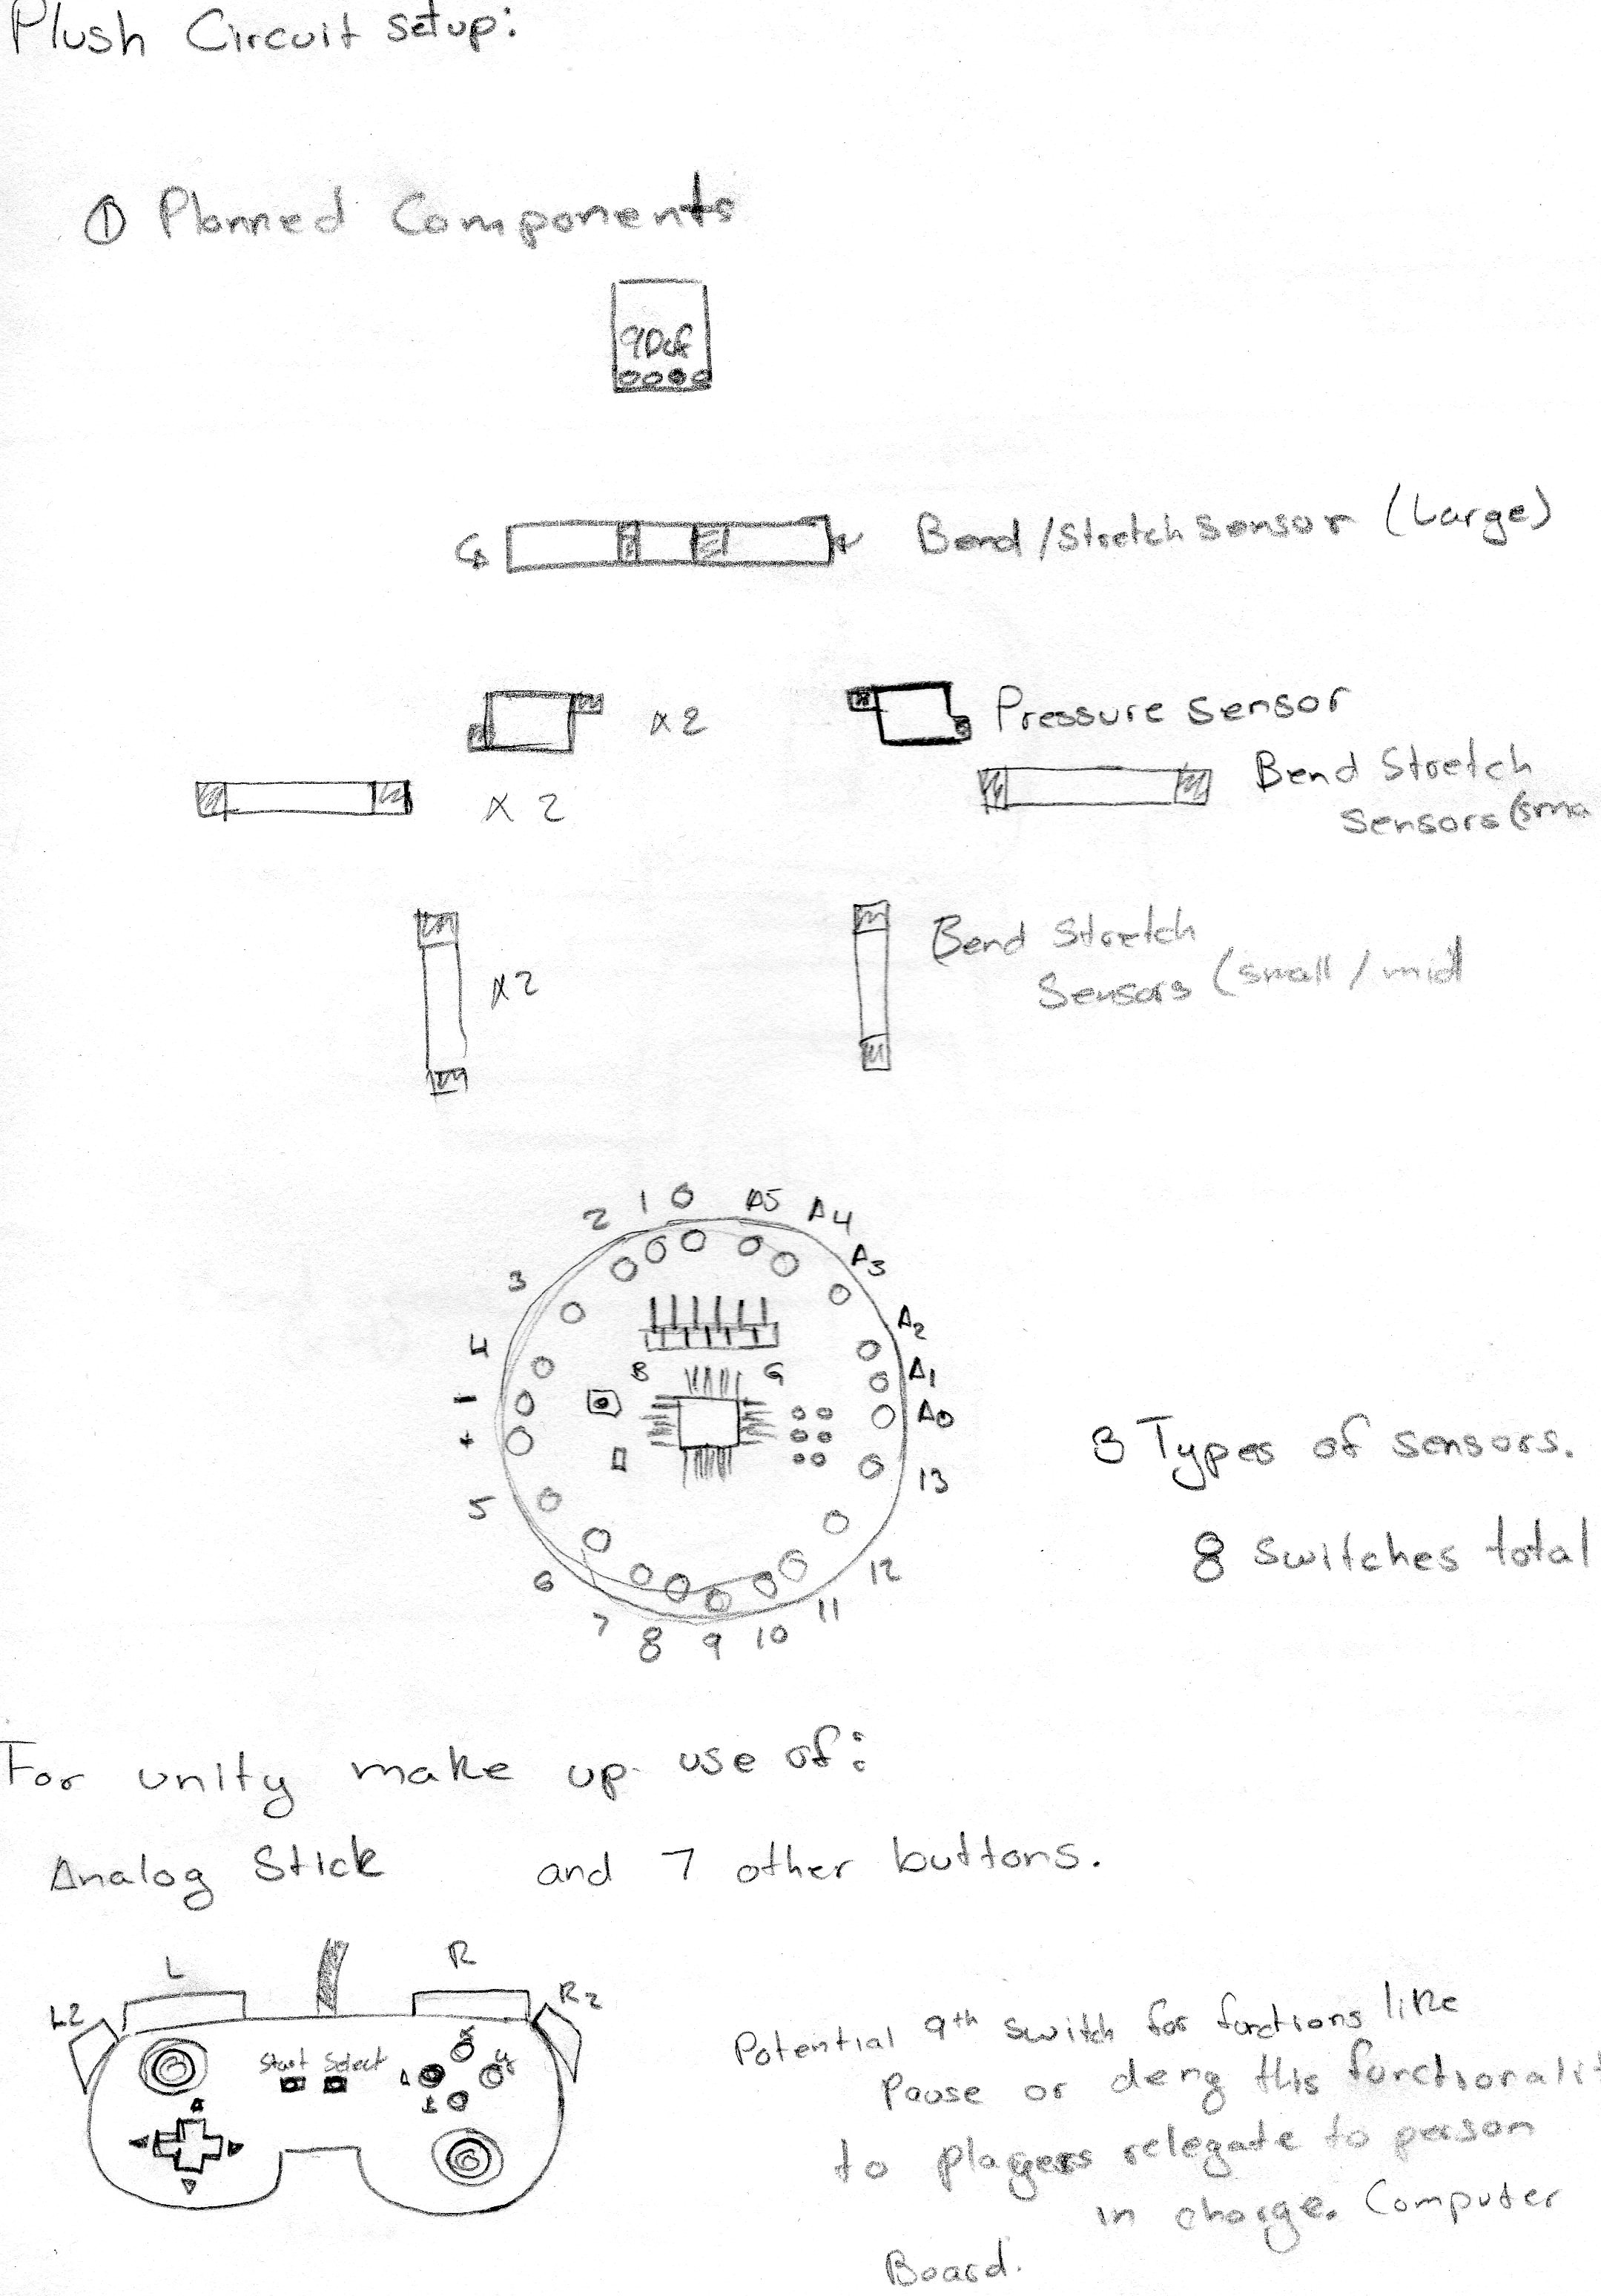 Plush Circuit setup:
① Planned Components
9Dof
Bend/Stretch sensor (Large)
x2
Pressure sensor
x2
Bend Stretch
Sensors (sma
x2
Bend Stretch
Sensors (small / mid
2 1 0 A5 A4
3 A3
4 A2
B G A1
- A0
+
5 13
6 12
7 8 9 10 11
3 Types of sensors.
8 switches total
For unity make up use of:
Analog Stick and 7 other buttons.
L R
L2 R2
Start Select
X
Y
A
B
Potential 9th switch for functions like
Pause or deny this functionalit
to players relegate to person
in charge. Computer
Board.